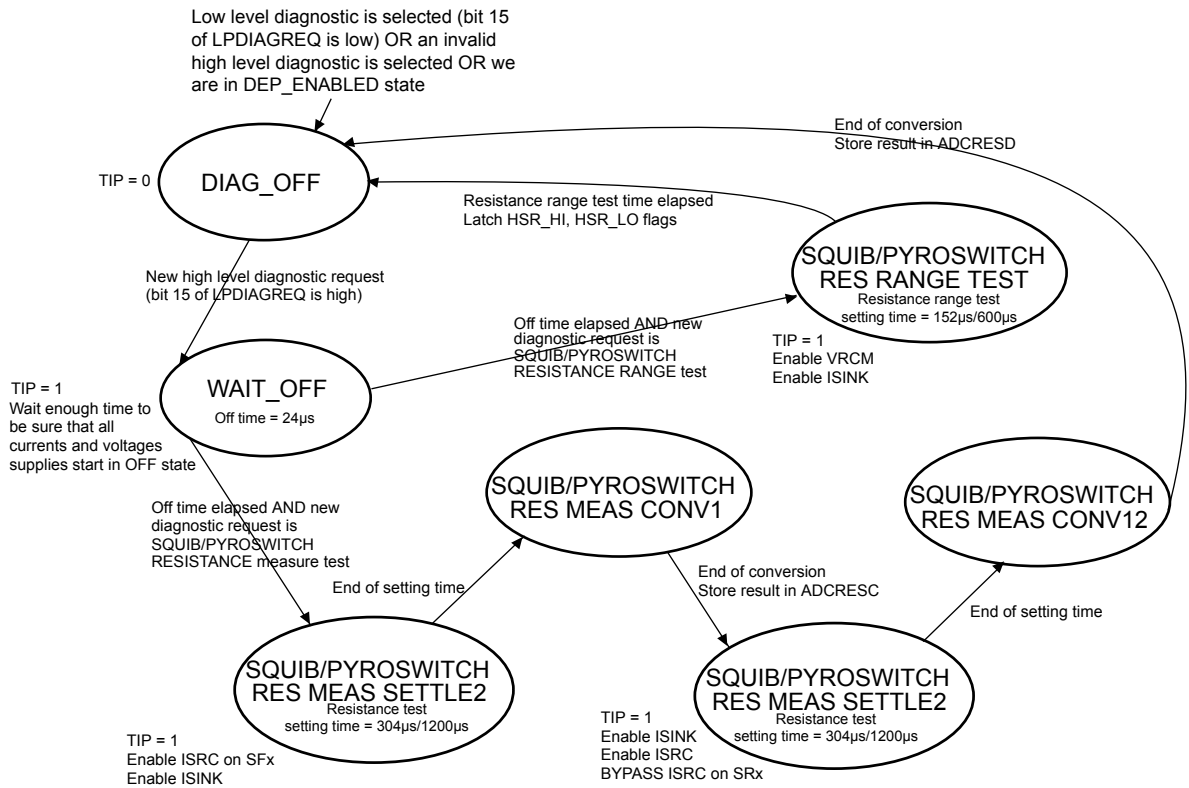 Low level diagnostic is selected (bit 15
of LPDIAGREQ is low) OR an invalid
high level diagnostic is selected OR we
are in DEP_ENABLED state
End of conversion
Store result in ADCRESD
TIP = 0
DIAG_OFF
Resistance range test time elapsed
Latch HSR_HI, HSR_LO flags
SQUIB/PYROSWITCH
RES RANGE TEST
Resistance range test
setting time = 152µs/600µs
New high level diagnostic request
(bit 15 of LPDIAGREQ is high)
Off time elapsed AND new
diagnostic request is
SQUIB/PYROSWITCH
RESISTANCE RANGE test
TIP = 1
Enable VRCM
Enable ISINK
TIP = 1
Wait enough time to
be sure that all
currents and voltages
supplies start in OFF state
WAIT_OFF
Off time = 24µs
SQUIB/PYROSWITCH
RES MEAS CONV1
SQUIB/PYROSWITCH
RES MEAS CONV12
Off time elapsed AND new
diagnostic request is
SQUIB/PYROSWITCH
RESISTANCE measure test
End of setting time
End of conversion
Store result in ADCRESC
End of setting time
SQUIB/PYROSWITCH
RES MEAS SETTLE2
Resistance test
setting time = 304µs/1200µs
TIP = 1
Enable ISRC on SFx
Enable ISINK
SQUIB/PYROSWITCH
RES MEAS SETTLE2
Resistance test
setting time = 304µs/1200µs
TIP = 1
Enable ISINK
Enable ISRC
BYPASS ISRC on SRx